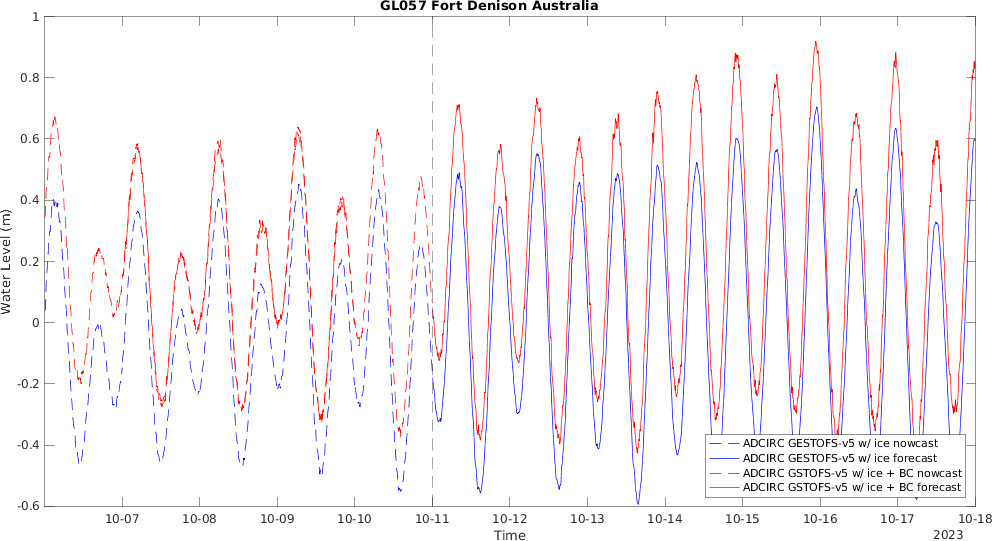 GL057 Fort Denison Australia
1
0.8
0.6
0.4
0.2
0
-0.2
-0.4
-0.6
Water Level (m)
ADCIRC GESTOFS-v5 w/ ice nowcast
ADCIRC GESTOFS-v5 w/ ice forecast
ADCIRC GSTOFS-v5 w/ ice + BC nowcast
ADCIRC GSTOFS-v5 w/ ice + BC forecast
10-07 10-08 10-09 10-10 10-11 10-12 10-13 10-14 10-15 10-16 10-17 10-18
Time
2023